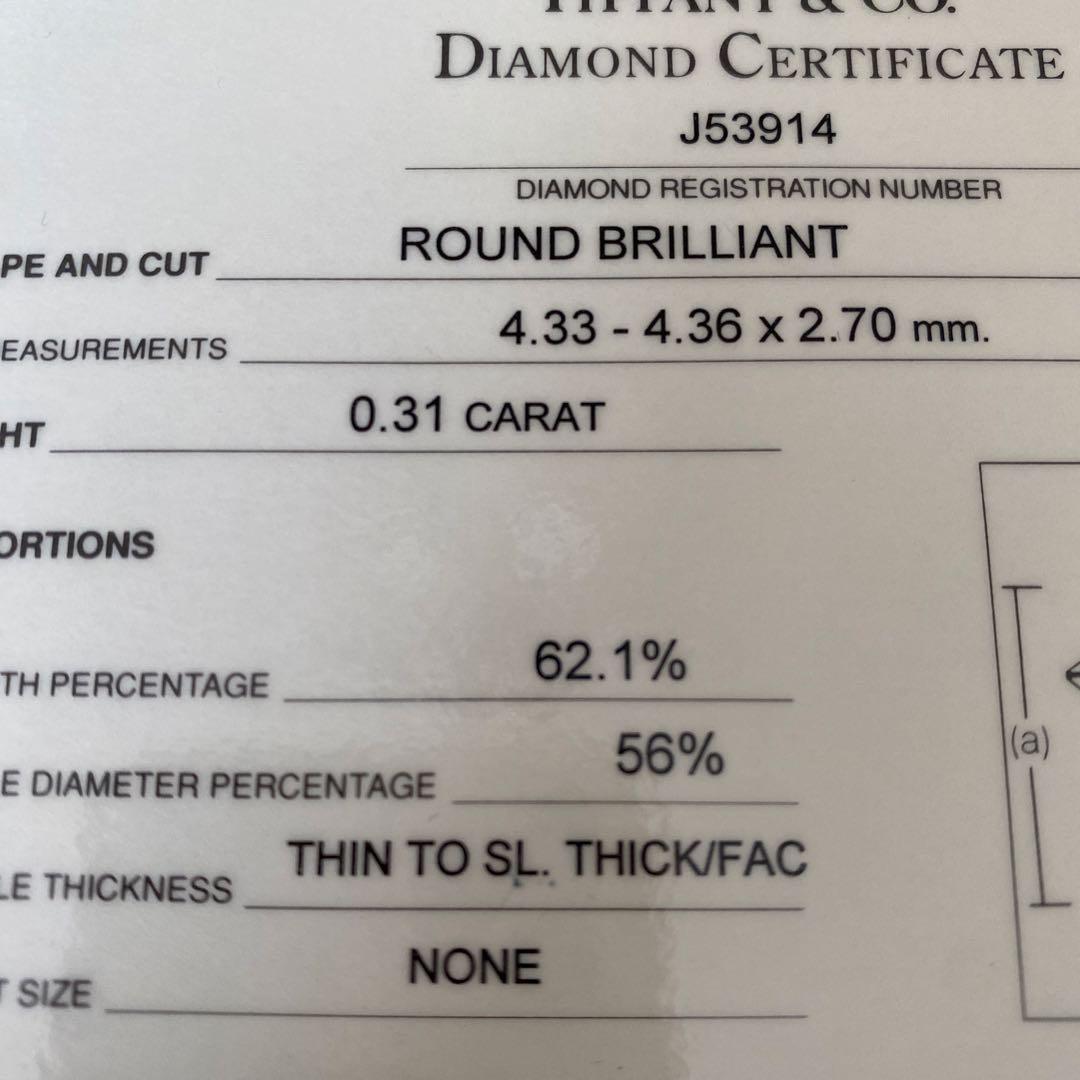 TIFFANY & CO.
DIAMOND CERTIFICATE
J53914
DIAMOND REGISTRATION NUMBER
PE AND CUT ROUND BRILLIANT
EASUREMENTS 4.33 - 4.36 x 2.70 mm.
HT 0.31 CARAT
ORTIONS
TH PERCENTAGE 62.1%
E DIAMETER PERCENTAGE 56%
LE THICKNESS THIN TO SL. THICK/FAC
(a)
T SIZE NONE